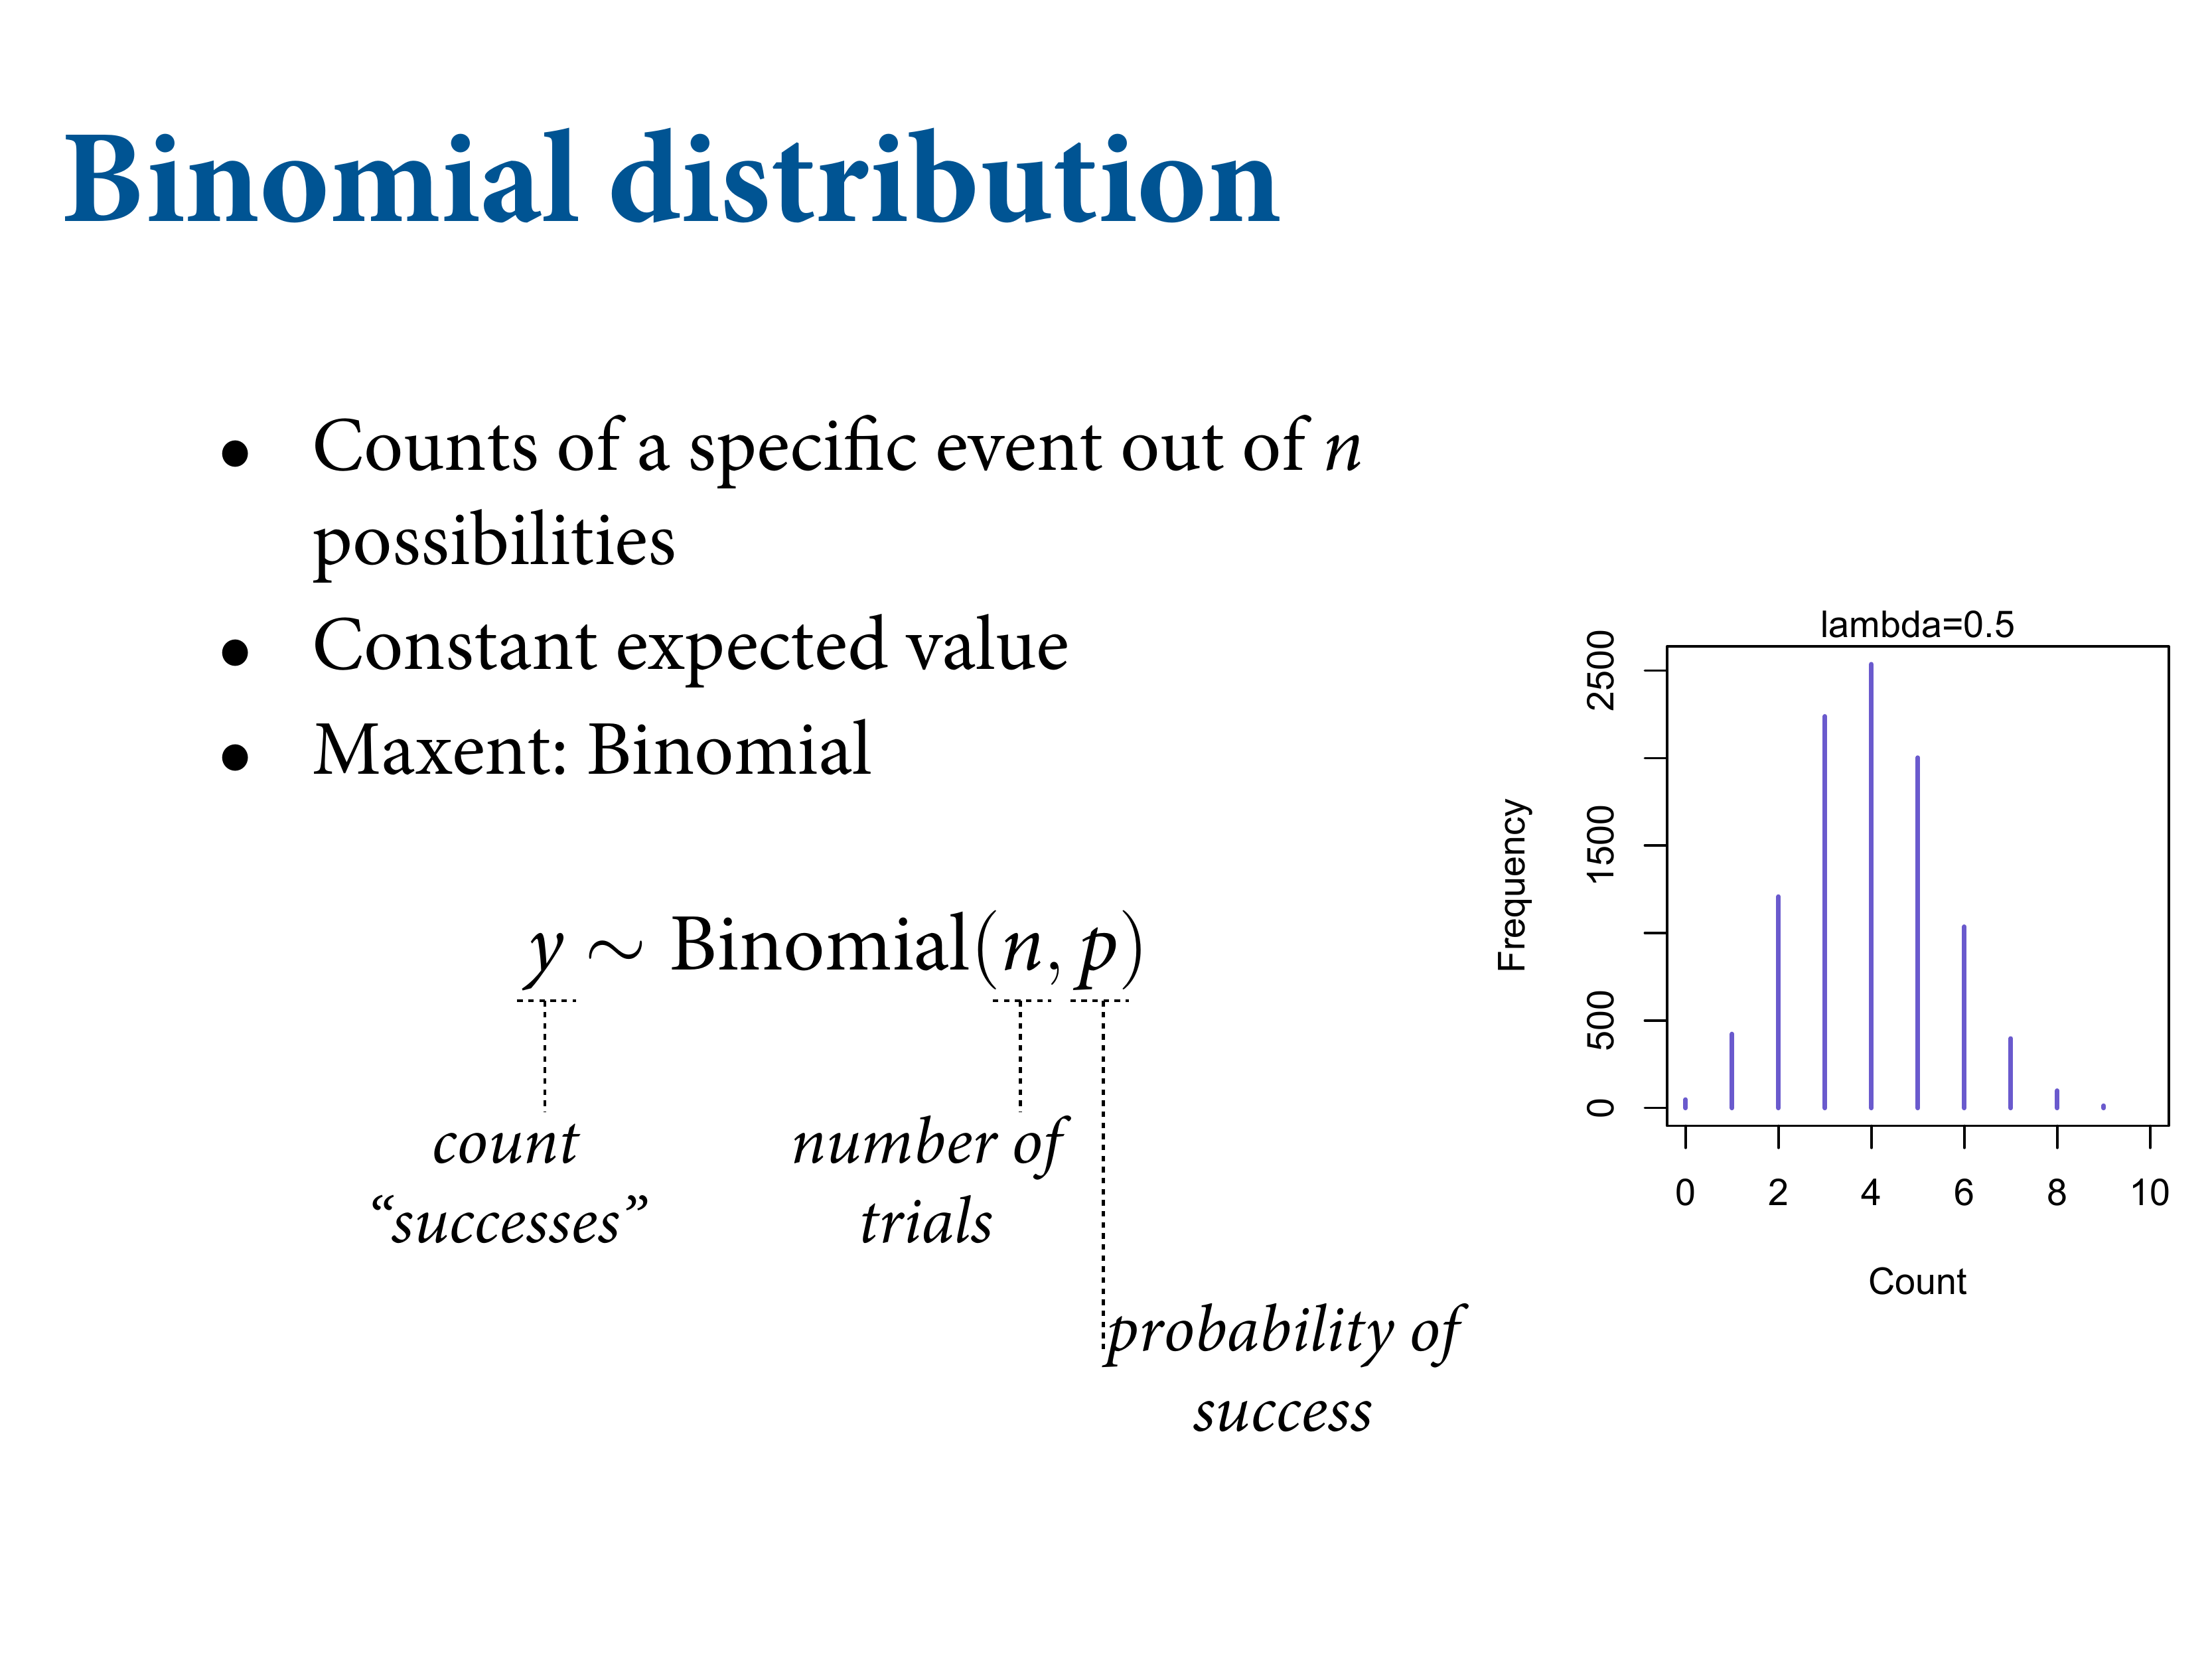 Binomial distribution
• Counts of a specific event out of n
possibilities
• Constant expected value
• Maxent: Binomial
y ~ Binomial(n, p)
count
“successes”
number of
trials
probability of
success
lambda=0.5
Frequency
2500
1500
500
0
0 2 4 6 8 10
Count